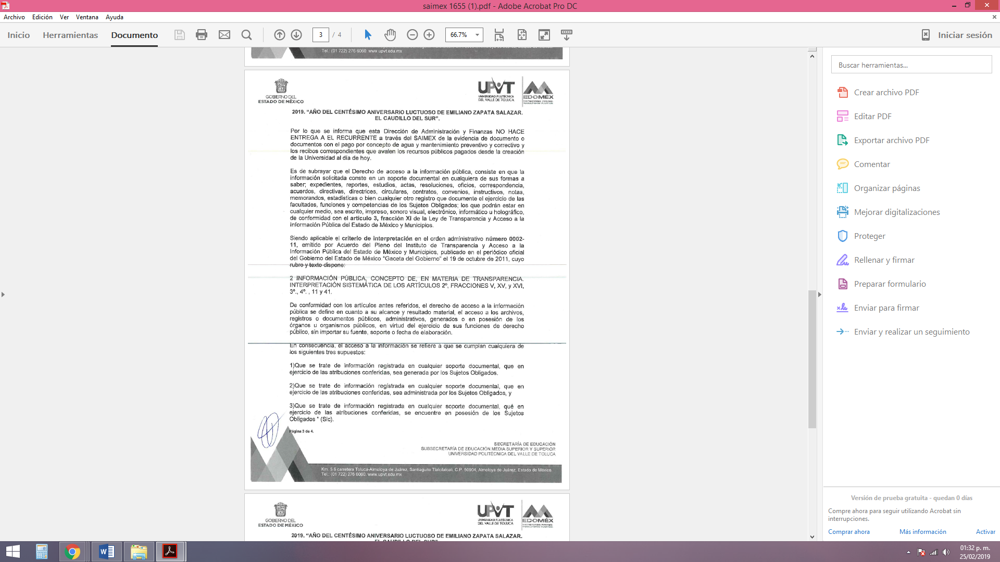 saimex 1655 (1).pdf - Adobe Acrobat Pro DC
Archivo Edición Ver Ventana Ayuda
Inicio Herramientas Documento 3 / 4 66.7% Iniciar sesión
Tel.: (01 722) 276 6060. www.upvt.edu.mx
GOBIERNO DEL
ESTADO DE MÉXICO
UPVT
UNIVERSIDAD POLITÉCNICA
DEL VALLE DE TOLUCA
EDOMÉX
2019. “AÑO DEL CENTÉSIMO ANIVERSARIO LUCTUOSO DE EMILIANO ZAPATA SALAZAR.
EL CAUDILLO DEL SUR”.
Por lo que se informa que esta Dirección de Administración y Finanzas NO HACE
ENTREGA A EL RECURRENTE a través del SAIMEX de la evidencia de documento o
documentos con el pago por concepto de agua y mantenimiento preventivo y correctivo y
los recibos correspondientes que avalen los recursos públicos pagados desde la creación
de la Universidad al día de hoy.
Es de subrayar que el Derecho de acceso a la información pública, consiste en que la
información solicitada conste en un soporte documental en cualquiera de sus formas a
saber; expedientes, reportes, estudios, actas, resoluciones, oficios, correspondencia,
acuerdos, directivas, directrices, circulares, contratos, convenios, instructivos, notas,
memorandos, estadísticas o bien cualquier otro registro que documente el ejercicio de las
facultades, funciones y competencias de los Sujetos Obligados; los que podrán estar en
cualquier medio, sea escrito, impreso, sonoro visual, electrónico, informático u holográfico,
de conformidad con el artículo 3, fracción XI de la Ley de Transparencia y Acceso a la
Información Pública del Estado de México y Municipios.
Siendo aplicable el criterio de interpretación en el orden administrativo número 0002-
11, emitido por Acuerdo del Pleno del Instituto de Transparencia y Acceso a la
Información Pública del Estado de México y Municipios, publicado en el periódico oficial
del Gobierno del Estado de México “Gaceta del Gobierno” el 19 de octubre de 2011, cuyo
rubro y texto dispone:
2 INFORMACIÓN PÚBLICA, CONCEPTO DE, EN MATERIA DE TRANSPARENCIA.
INTERPRETACIÓN SISTEMÁTICA DE LOS ARTÍCULOS 2º, FRACCIONES V, XV, y XVI,
3º., 4º. , 11 y 41.
De conformidad con los artículos antes referidos, el derecho de acceso a la información
pública se define en cuanto a su alcance y resultado material, el acceso a los archivos,
registros o documentos públicos, administrativos, generados o en posesión de los
órganos u organismos públicos, en virtud del ejercicio de sus funciones de derecho
público, sin importar su fuente, soporte o fecha de elaboración.
En consecuencia, el acceso a la información se refiere a que se cumplan cualquiera de
los siguientes tres supuestos:
1)Que se trate de información registrada en cualquier soporte documental, que en
ejercicio de las atribuciones conferidas, sea generada por los Sujetos Obligados.
2)Que se trate de información registrada en cualquier soporte documental, que en
ejercicio de las atribuciones conferidas, sea administrada por los Sujetos Obligados, y
3)Que se trate de información registrada en cualquier soporte documental, qué en
ejercicio de las atribuciones conferidas, se encuentre en posesión de los Sujetos
Obligados " (Sic).
Página 3 de 4.
SECRETARÍA DE EDUCACIÓN
SUBSECRETARÍA DE EDUCACIÓN MEDIA SUPERIOR Y SUPERIOR
UNIVERSIDAD POLITÉCNICA DEL VALLE DE TOLUCA
Km. 5.6 carretera Toluca-Almoloya de Juárez, Santiaguito Tlalcilalcali, C.P. 50904, Almoloya de Juárez, Estado de México.
Tel.: (01 722) 276 6060. www.upvt.edu.mx
GOBIERNO DEL
ESTADO DE MÉXICO
UPVT
UNIVERSIDAD POLITÉCNICA
DEL VALLE DE TOLUCA
EDOMÉX
2019. “AÑO DEL CENTÉSIMO ANIVERSARIO LUCTUOSO DE EMILIANO ZAPATA SALAZAR.
EL CAUDILLO DEL SUR”.
Buscar herramientas...
Crear archivo PDF
Editar PDF
Exportar archivo PDF
Comentar
Organizar páginas
Mejorar digitalizaciones
Proteger
Rellenar y firmar
Preparar formulario
Enviar para firmar
Enviar y realizar un seguimiento
Versión de prueba gratuita - quedan 0 días
Compre ahora para seguir utilizando Acrobat sin
interrupciones.
Comprar ahora Más información Activar
01:32 p. m.
25/02/2019